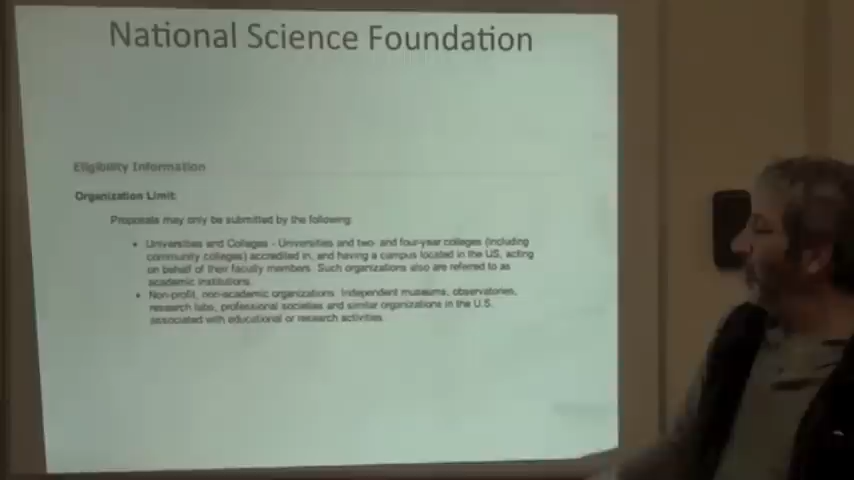 National Science Foundation
Eligibility Information
Organization Limit:
Proposals may only be submitted by the following:
• Universities and Colleges - Universities and two- and four-year colleges (including
community colleges) accredited in, and having a campus located in the US, acting
on behalf of their faculty members. Such organizations also are referred to as
academic institutions.
• Non-profit, non-academic organizations. Independent museums, observatories,
research labs, professional societies and similar organizations in the U.S.
associated with educational or research activities.